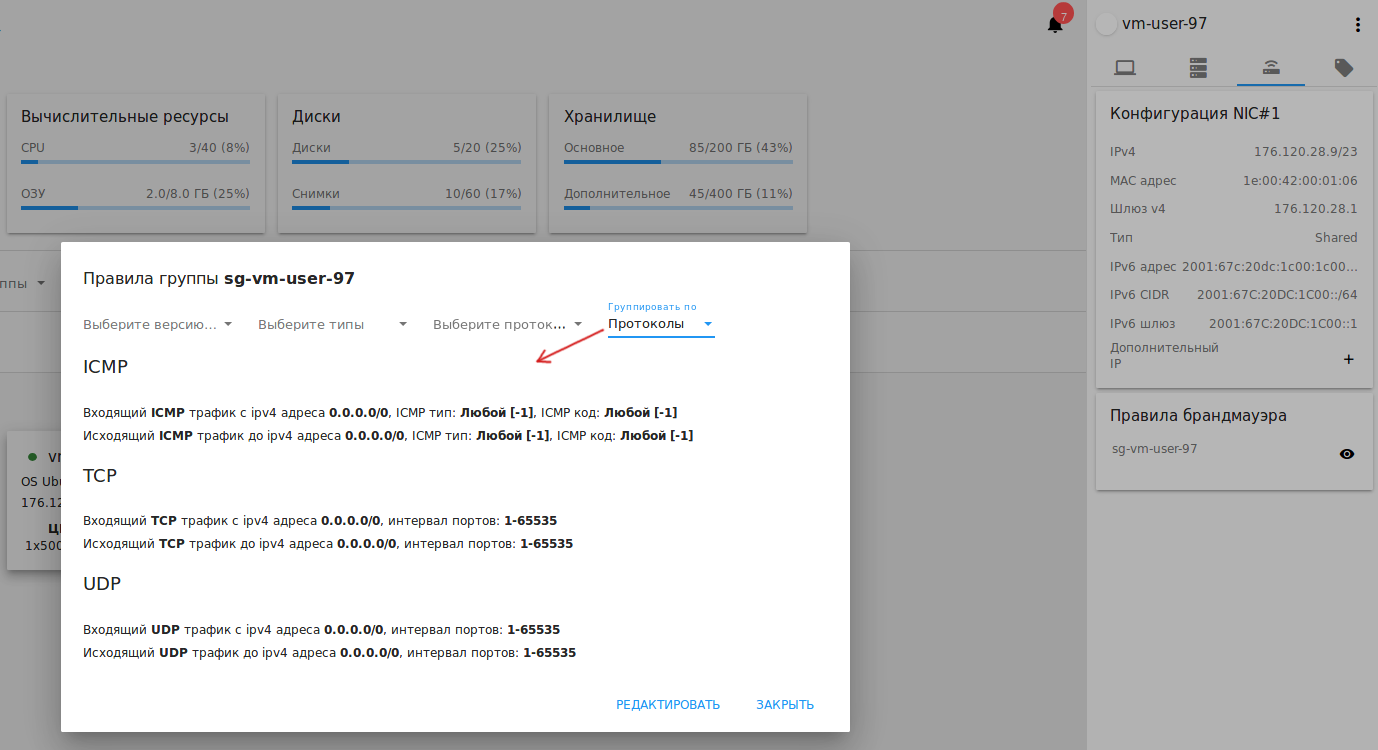 7
vm-user-97
Вычислительные ресурсы
CPU 3/40 (8%)
ОЗУ 2.0/8.0 ГБ (25%)
Диски
Диски 5/20 (25%)
Снимки 10/60 (17%)
Хранилище
Основное 85/200 ГБ (43%)
Дополнительное 45/400 ГБ (11%)
ппы
OS Ubu
176.12
1x500
Правила группы sg-vm-user-97
Выберите версию...
Выберите типы
Выберите проток...
Группировать по
Протоколы
ICMP
Входящий ICMP трафик с ipv4 адреса 0.0.0.0/0, ICMP тип: Любой [-1], ICMP код: Любой [-1]
Исходящий ICMP трафик до ipv4 адреса 0.0.0.0/0, ICMP тип: Любой [-1], ICMP код: Любой [-1]
TCP
Входящий TCP трафик с ipv4 адреса 0.0.0.0/0, интервал портов: 1-65535
Исходящий TCP трафик до ipv4 адреса 0.0.0.0/0, интервал портов: 1-65535
UDP
Входящий UDP трафик с ipv4 адреса 0.0.0.0/0, интервал портов: 1-65535
Исходящий UDP трафик до ipv4 адреса 0.0.0.0/0, интервал портов: 1-65535
РЕДАКТИРОВАТЬ
ЗАКРЫТЬ
Конфигурация NIC#1
IPv4 176.120.28.9/23
MAC адрес 1e:00:42:00:01:06
Шлюз v4 176.120.28.1
Тип Shared
IPv6 адрес 2001:67c:20dc:1c00:1c00...
IPv6 CIDR 2001:67C:20DC:1C00::/64
IPv6 шлюз 2001:67C:20DC:1C00::1
Дополнительный
IP +
Правила брандмауэра
sg-vm-user-97